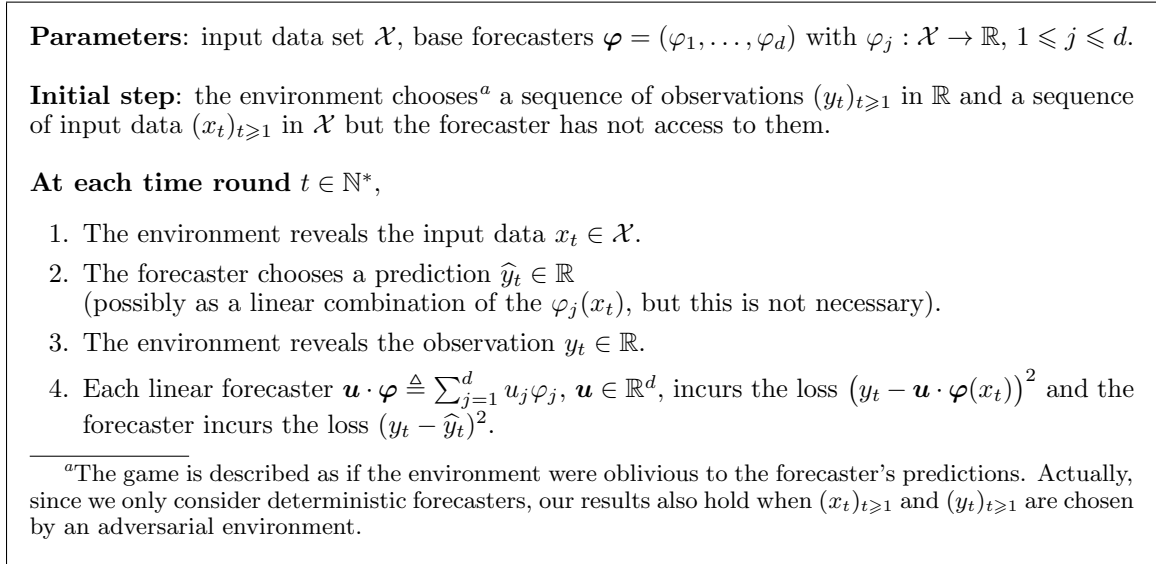 Parameters: input data set 𝒳, base forecasters 𝝋 = (φ₁, …, φ_d) with φ_j : 𝒳 → ℝ, 1 ⩽ j ⩽ d.
Initial step: the environment choosesᵃ a sequence of observations (y_t)_{t⩾1} in ℝ and a sequence
of input data (x_t)_{t⩾1} in 𝒳 but the forecaster has not access to them.
At each time round t ∈ ℕ*,
1. The environment reveals the input data x_t ∈ 𝒳.
2. The forecaster chooses a prediction ŷ_t ∈ ℝ
(possibly as a linear combination of the φ_j(x_t), but this is not necessary).
3. The environment reveals the observation y_t ∈ ℝ.
4. Each linear forecaster 𝒖 · 𝝋 ≜ ∑_{j=1}^{d} u_jφ_j, 𝒖 ∈ ℝ^d, incurs the loss (y_t − 𝒖 · 𝝋(x_t))² and the
forecaster incurs the loss (y_t − ŷ_t)².
ᵃThe game is described as if the environment were oblivious to the forecaster's predictions. Actually,
since we only consider deterministic forecasters, our results also hold when (x_t)_{t⩾1} and (y_t)_{t⩾1} are chosen
by an adversarial environment.